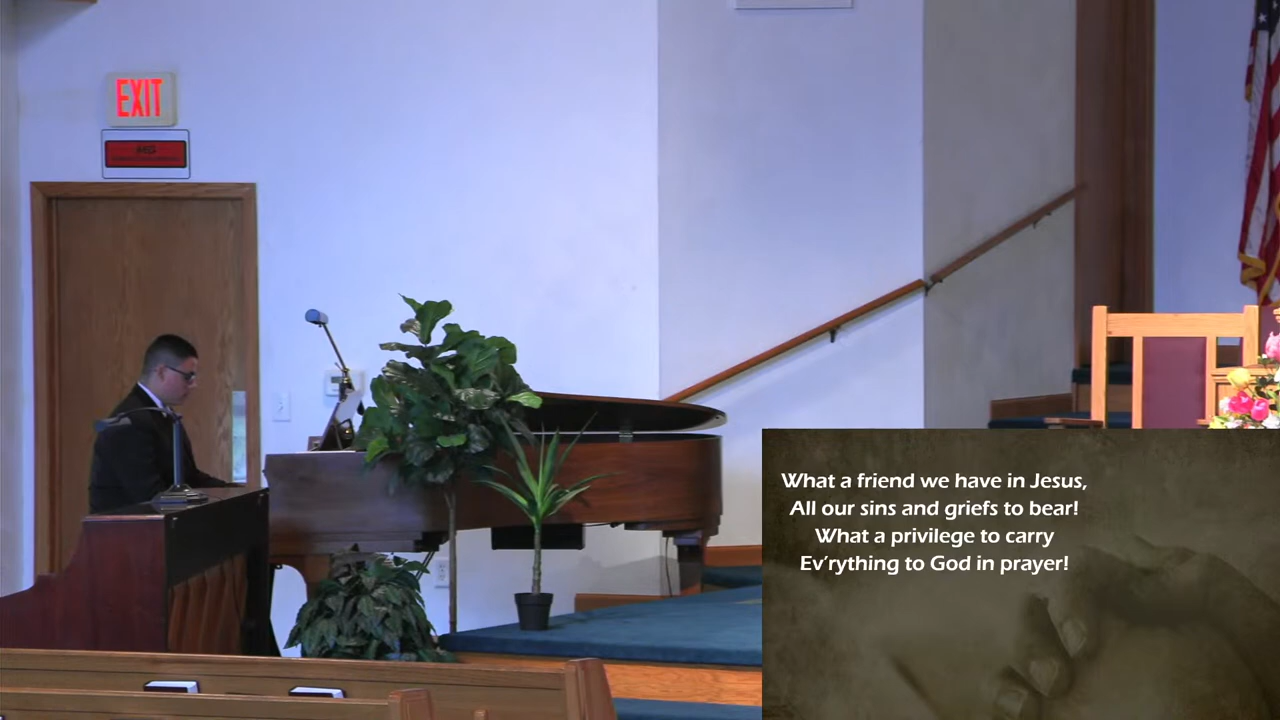 EXIT
What a friend we have in Jesus,
All our sins and griefs to bear!
What a privilege to carry
Ev'rything to God in prayer!